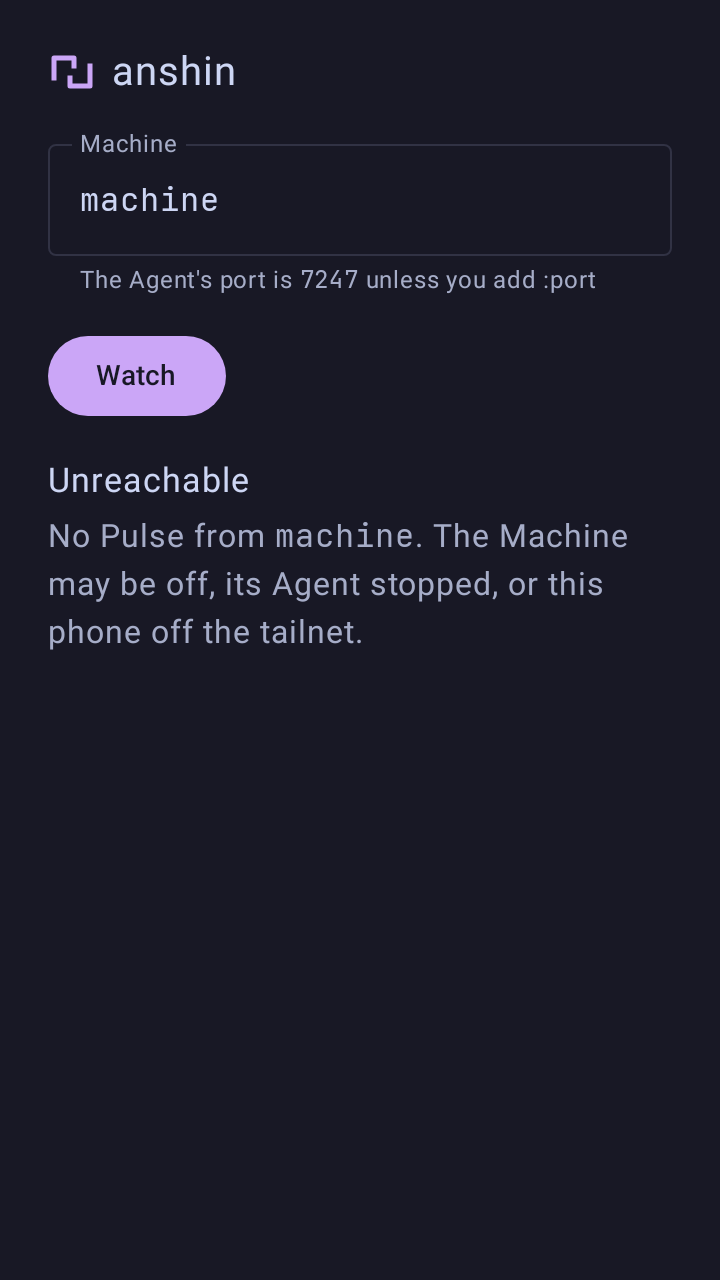 anshin
Machine
machine
The Agent's port is 7247 unless you add :port
Watch
Unreachable
No Pulse from machine. The Machine
may be off, its Agent stopped, or this
phone off the tailnet.